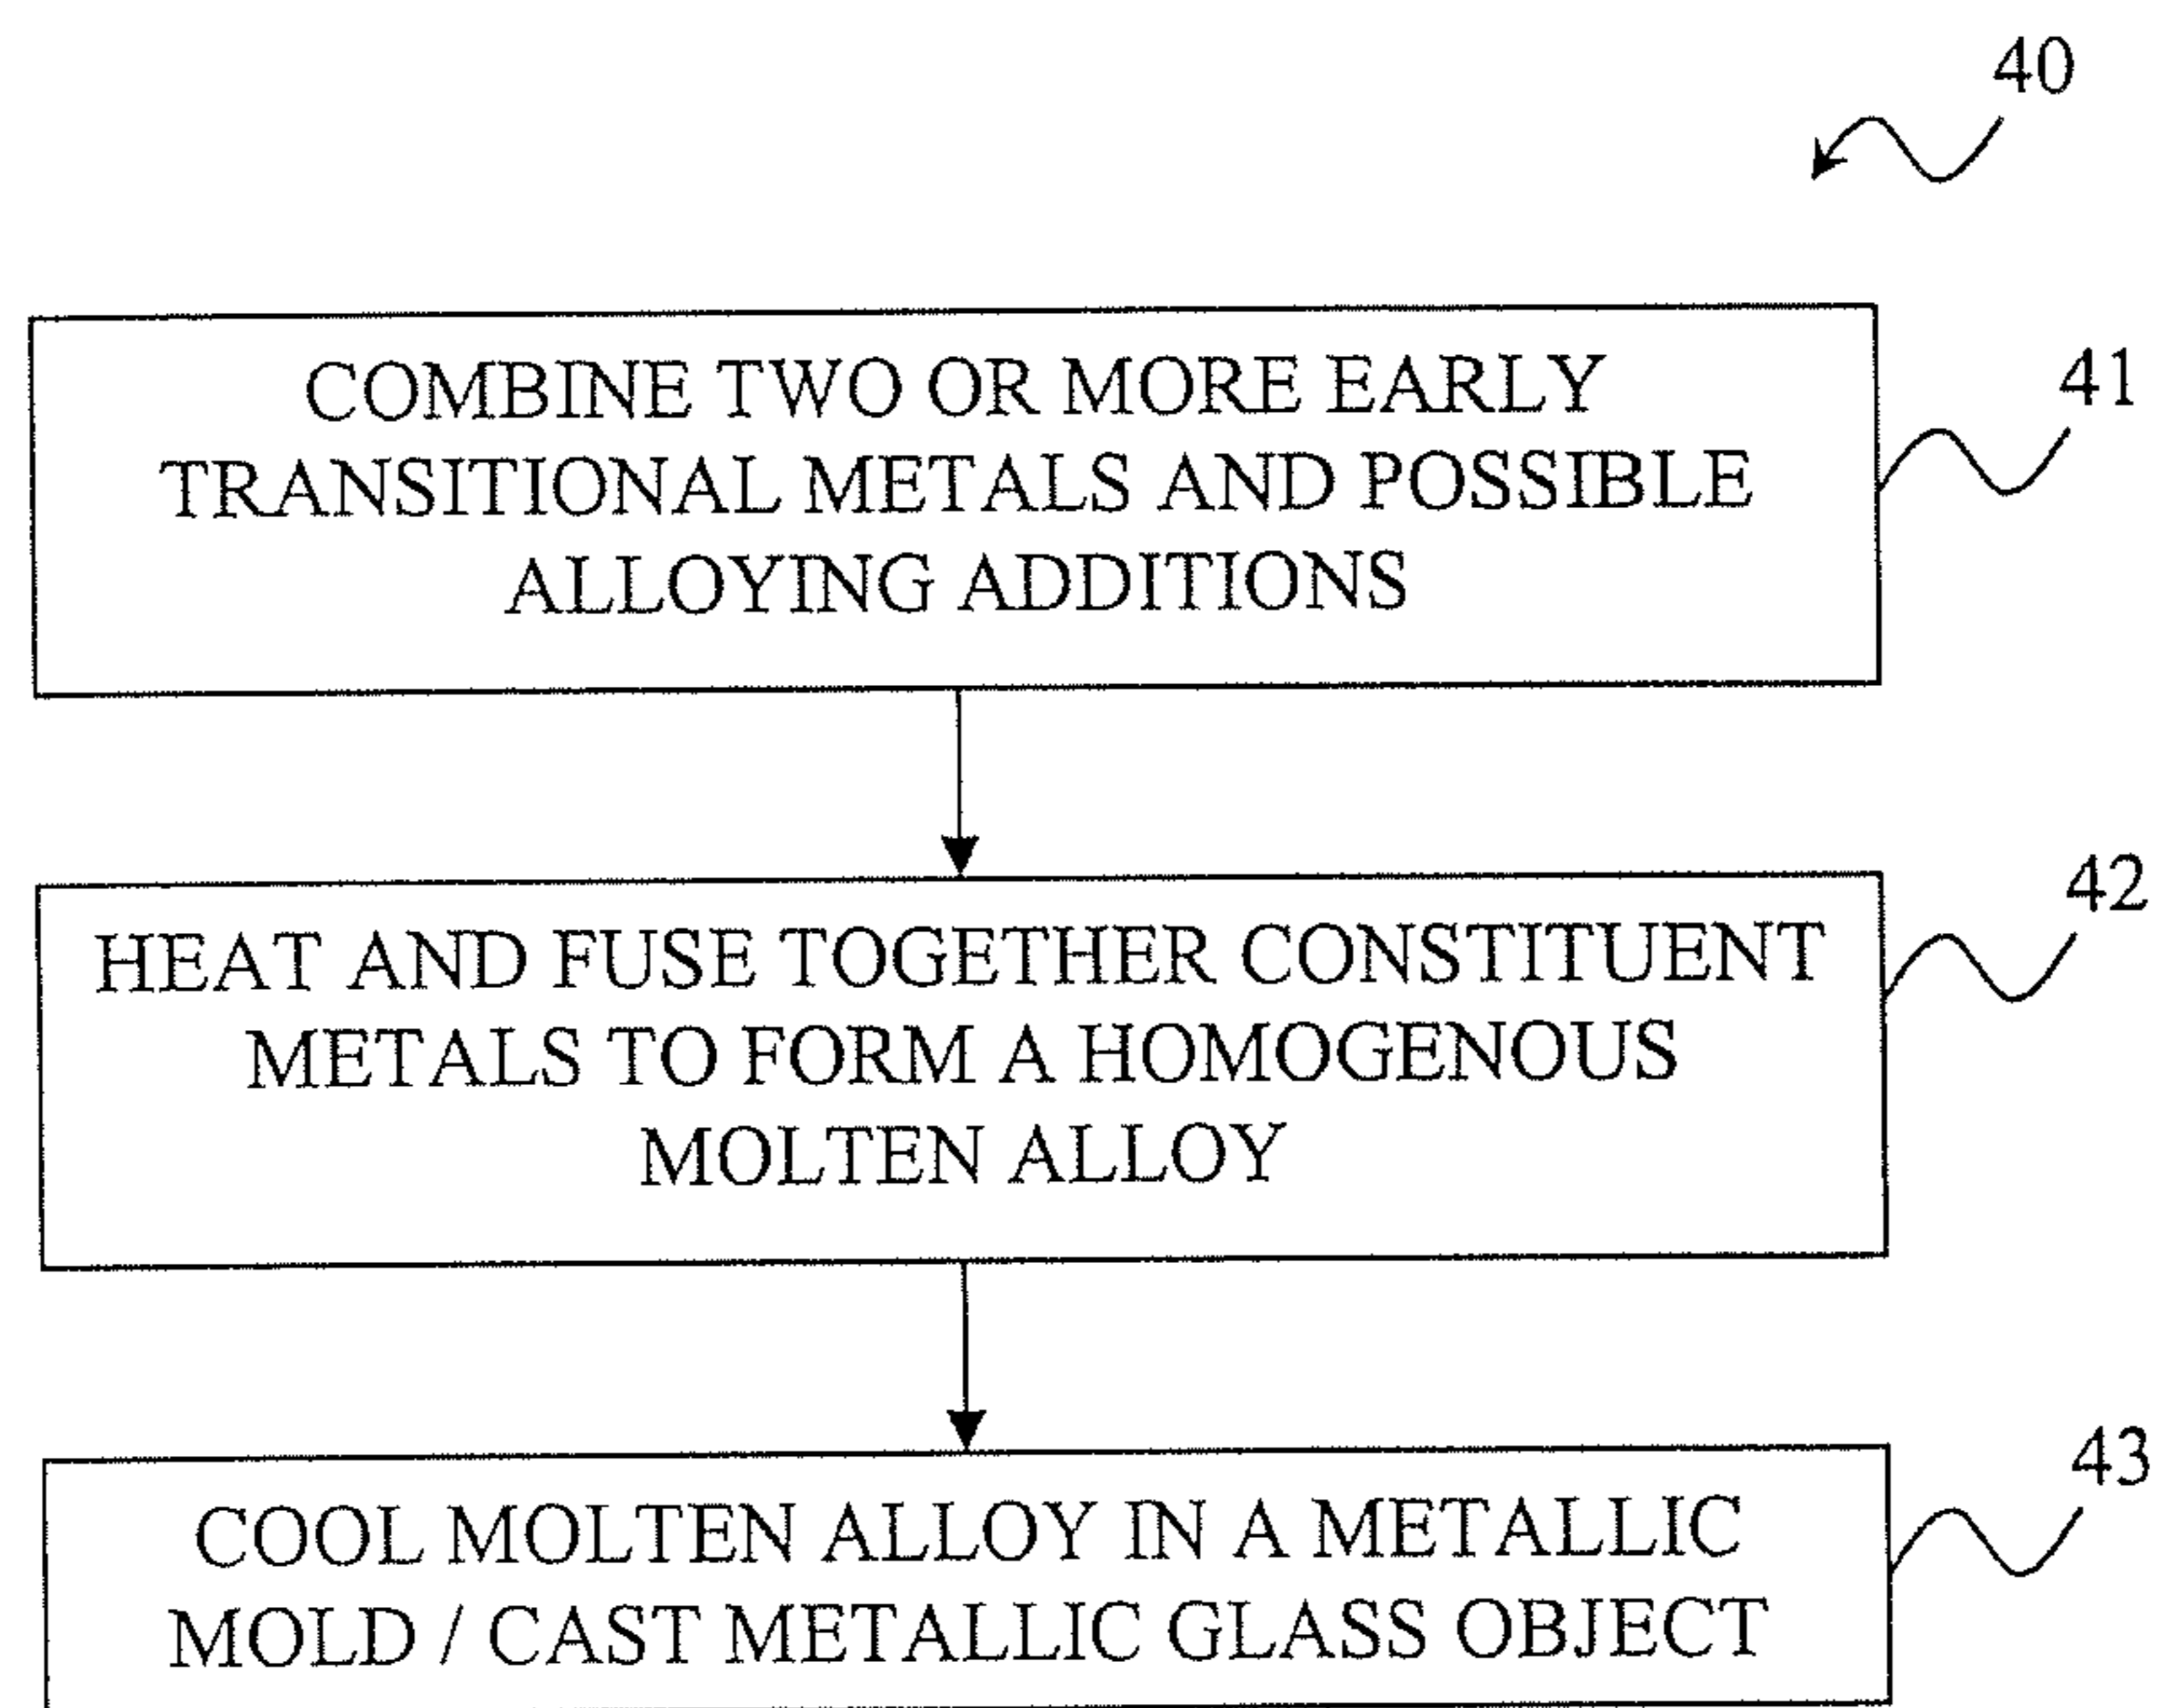 40
COMBINE TWO OR MORE EARLY
TRANSITIONAL METALS AND POSSIBLE
ALLOYING ADDITIONS
41
HEAT AND FUSE TOGETHER CONSTITUENT
METALS TO FORM A HOMOGENOUS
MOLTEN ALLOY
42
COOL MOLTEN ALLOY IN A METALLIC
MOLD / CAST METALLIC GLASS OBJECT
43